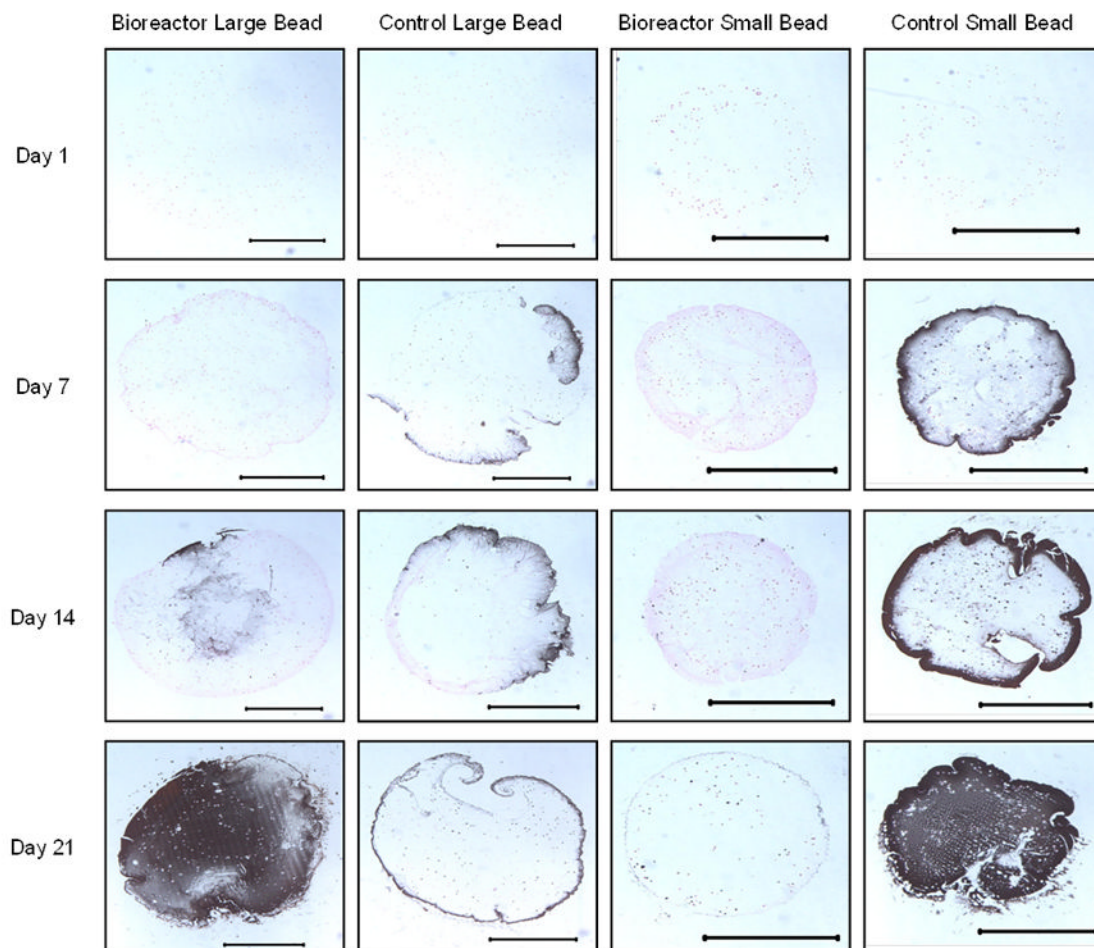 Bioreactor Large Bead Control Large Bead Bioreactor Small Bead Control Small Bead
Day 1
Day 7
Day 14
Day 21